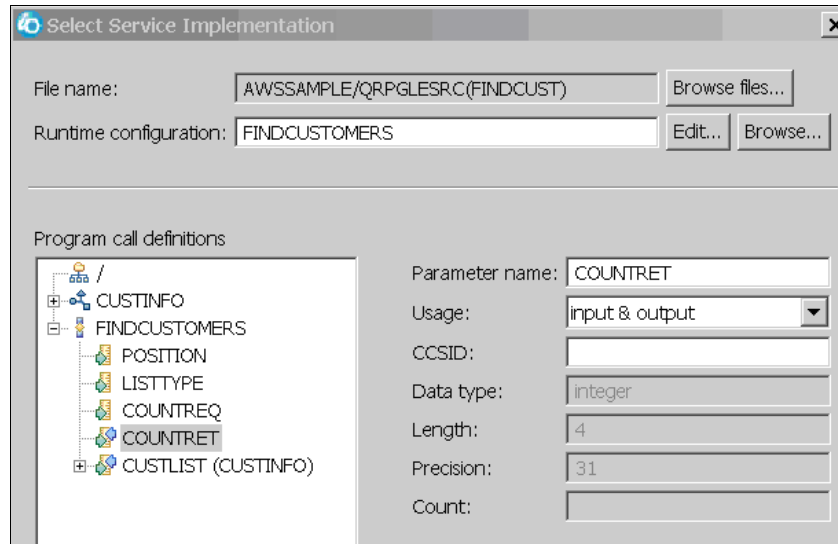 Select Service Implementation
File name: AWSSAMPLE/QRPGLESRC(FINDCUST) Browse files...
Runtime configuration: FINDCUSTOMERS Edit... Browse...
Program call definitions
/
CUSTINFO
FINDCUSTOMERS
POSITION
LISTTYPE
COUNTREQ
COUNTRET
CUSTLIST (CUSTINFO)
Parameter name: COUNTRET
Usage: input & output
CCSID:
Data type: integer
Length: 4
Precision: 31
Count: